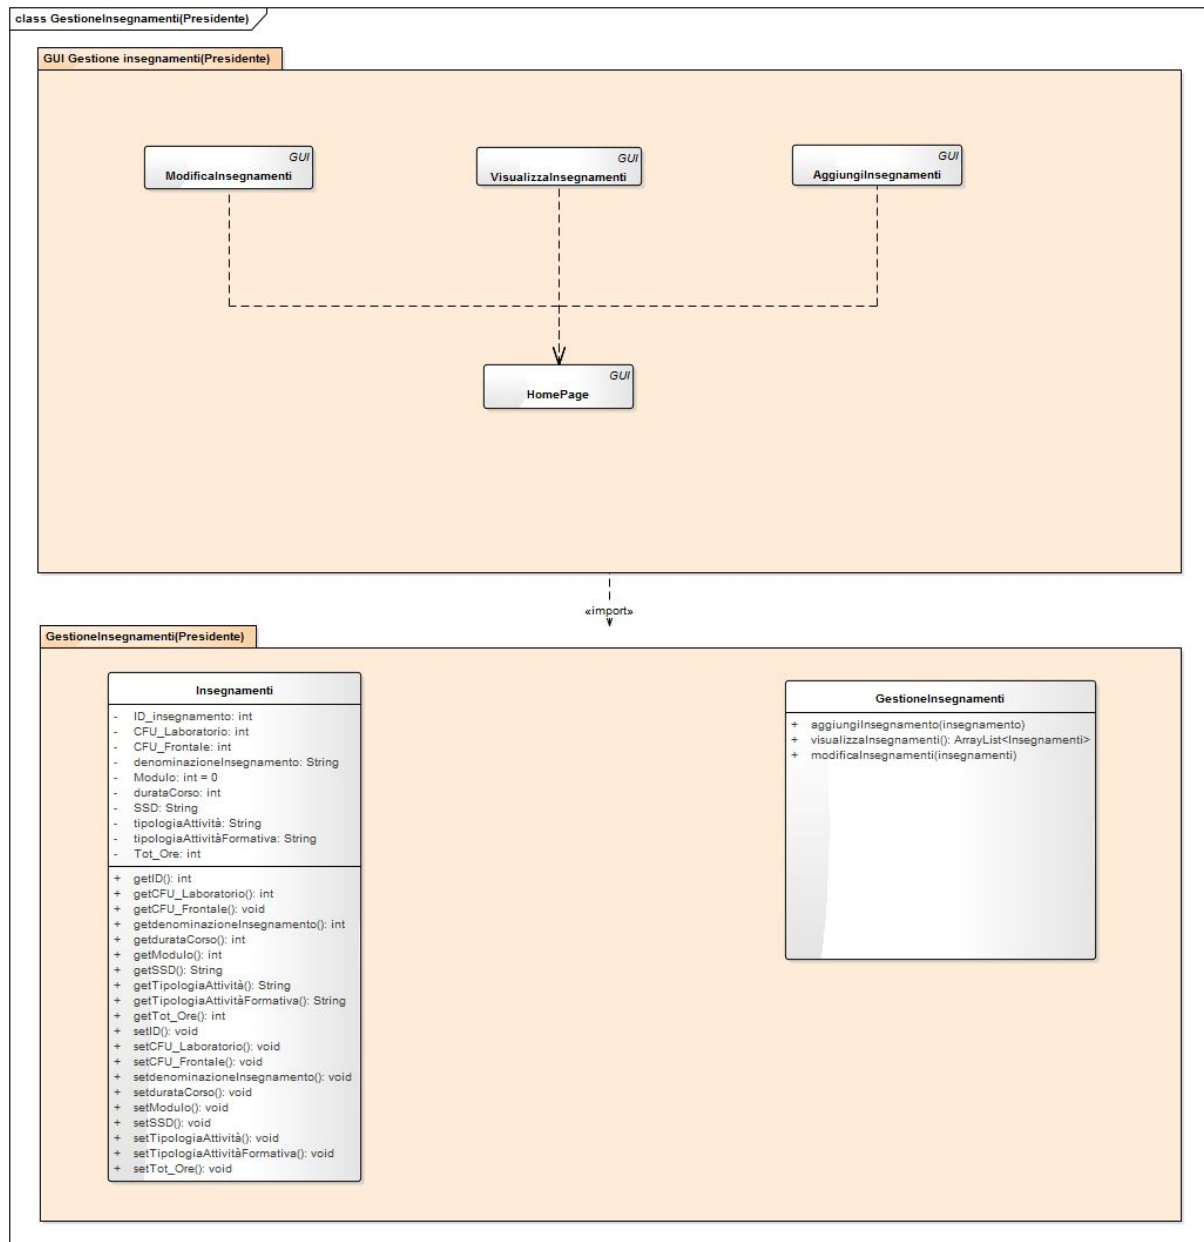 class GestioneInsegnamenti(Presidente)
GUI Gestione insegnamenti(Presidente)
GUI
ModificaInsegnamenti
GUI
VisualizzaInsegnamenti
GUI
AggiungiInsegnamenti
GUI
HomePage
«import»
GestioneInsegnamenti(Presidente)
Insegnamenti
- ID_insegnamento: int
- CFU_Laboratorio: int
- CFU_Frontale: int
- denominazioneInsegnamento: String
- Modulo: int = 0
- durataCorso: int
- SSD: String
- tipologiaAttività: String
- tipologiaAttivitàFormativa: String
- Tot_Ore: int
+ getID(): int
+ getCFU_Laboratorio(): int
+ getCFU_Frontale(): void
+ getdenominazioneInsegnamento(): int
+ getdurataCorso(): int
+ getModulo(): int
+ getSSD(): String
+ getTipologiaAttività(): String
+ getTipologiaAttivitàFormativa(): String
+ getTot_Ore(): int
+ setID(): void
+ setCFU_Laboratorio(): void
+ setCFU_Frontale(): void
+ setdenominazioneInsegnamento(): void
+ setdurataCorso(): void
+ setModulo(): void
+ setSSD(): void
+ setTipologiaAttività(): void
+ setTipologiaAttivitàFormativa(): void
+ setTot_Ore(): void
GestioneInsegnamenti
+ aggiungiInsegnamento(insegnamento)
+ visualizzaInsegnamenti(): ArrayList<Insegnamenti>
+ modificaInsegnamenti(insegnamenti)